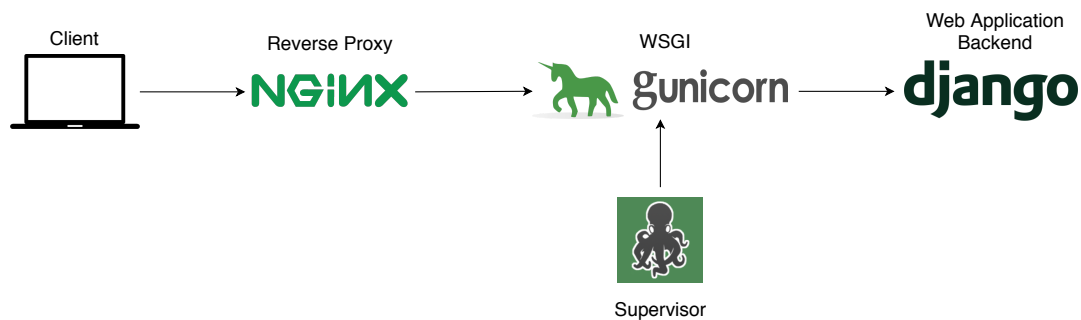 Client
Reverse Proxy
NGINX
WSGI
gunicorn
Web Application
Backend
django
Supervisor